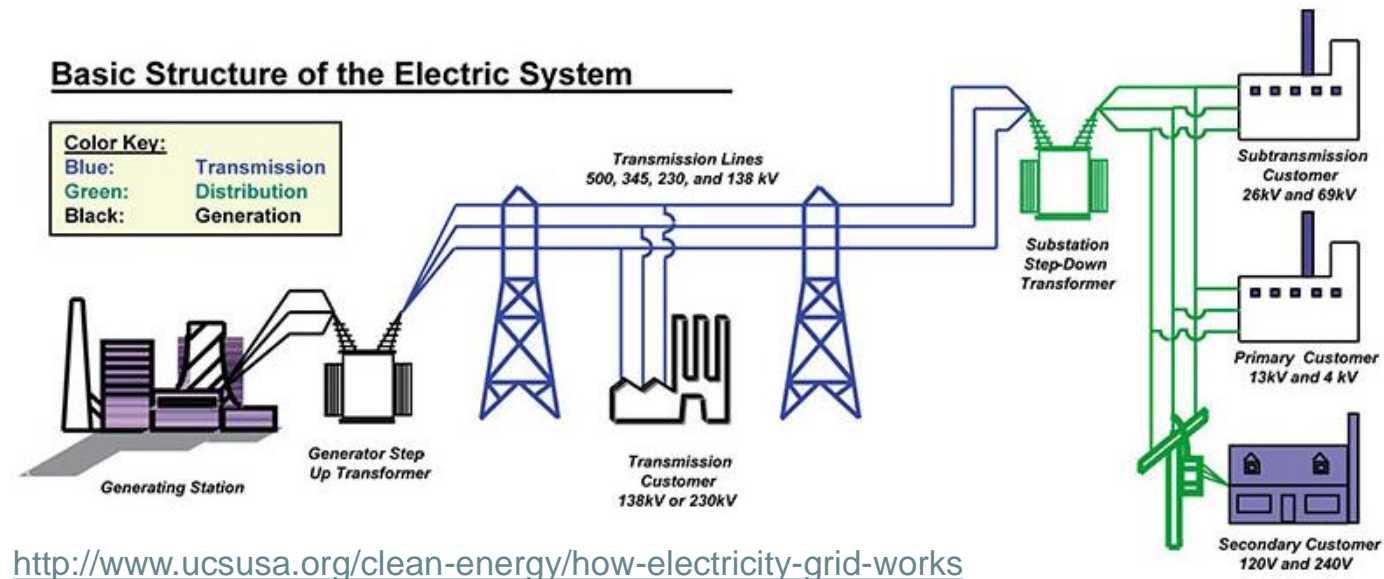 Basic Structure of the Electric System
Color Key:
Blue: Transmission
Green: Distribution
Black: Generation
Transmission Lines
500, 345, 230, and 138 kV
Generating Station
Generator Step
Up Transformer
Transmission
Customer
138kV or 230kV
Substation
Step-Down
Transformer
Subtransmission
Customer
26kV and 69kV
Primary Customer
13kV and 4 kV
Secondary Customer
120V and 240V
http://www.ucsusa.org/clean-energy/how-electricity-grid-works